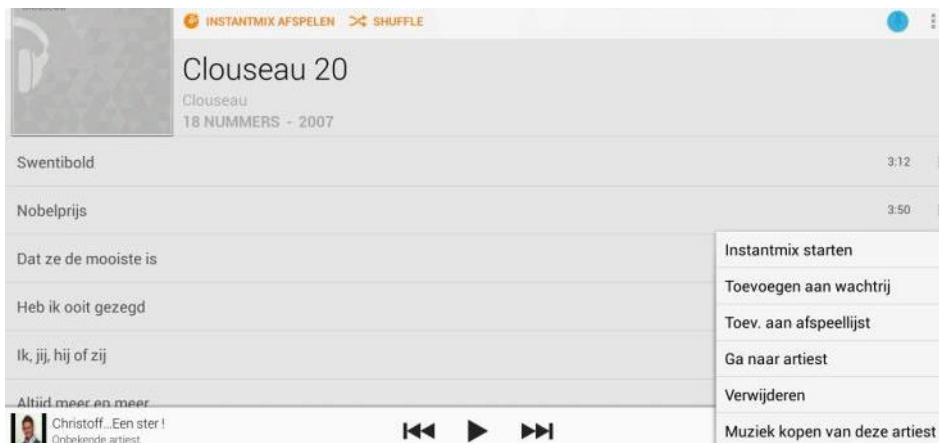 INSTANTMIX AFSPELEN SHUFFLE
Clouseau 20
Clouseau
18 NUMMERS - 2007
Swentibold 3:12
Nobelprijs 3:50
Dat ze de mooiste is
Heb ik ooit gezegd
Ik, jij, hij of zij
Altijd meer en meer
Instantmix starten
Toevoegen aan wachtrij
Toev. aan afspeellijst
Ga naar artiest
Verwijderen
Muziek kopen van deze artiest
Christoff...Een ster !
Onbekende artiest